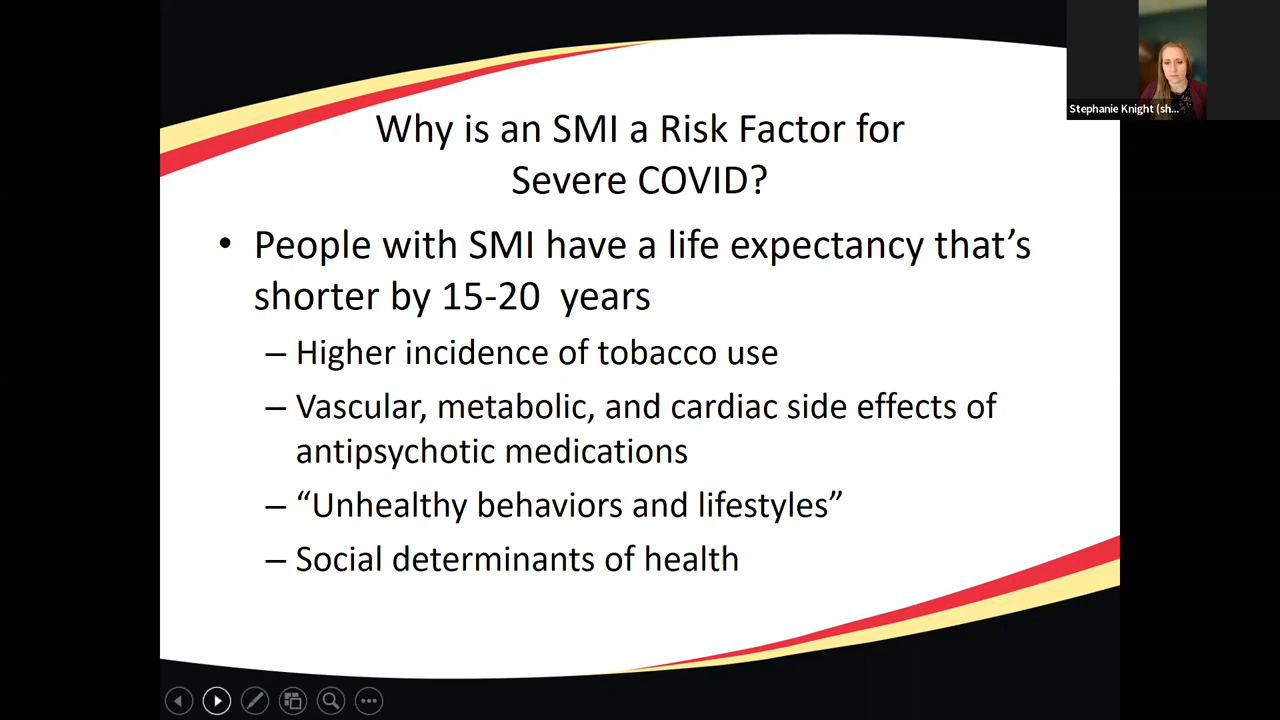 Stephanie Knight (sh...
Why is an SMI a Risk Factor for
Severe COVID?
• People with SMI have a life expectancy that’s
shorter by 15-20  years
– Higher incidence of tobacco use
– Vascular, metabolic, and cardiac side effects of
antipsychotic medications
– “Unhealthy behaviors and lifestyles”
– Social determinants of health